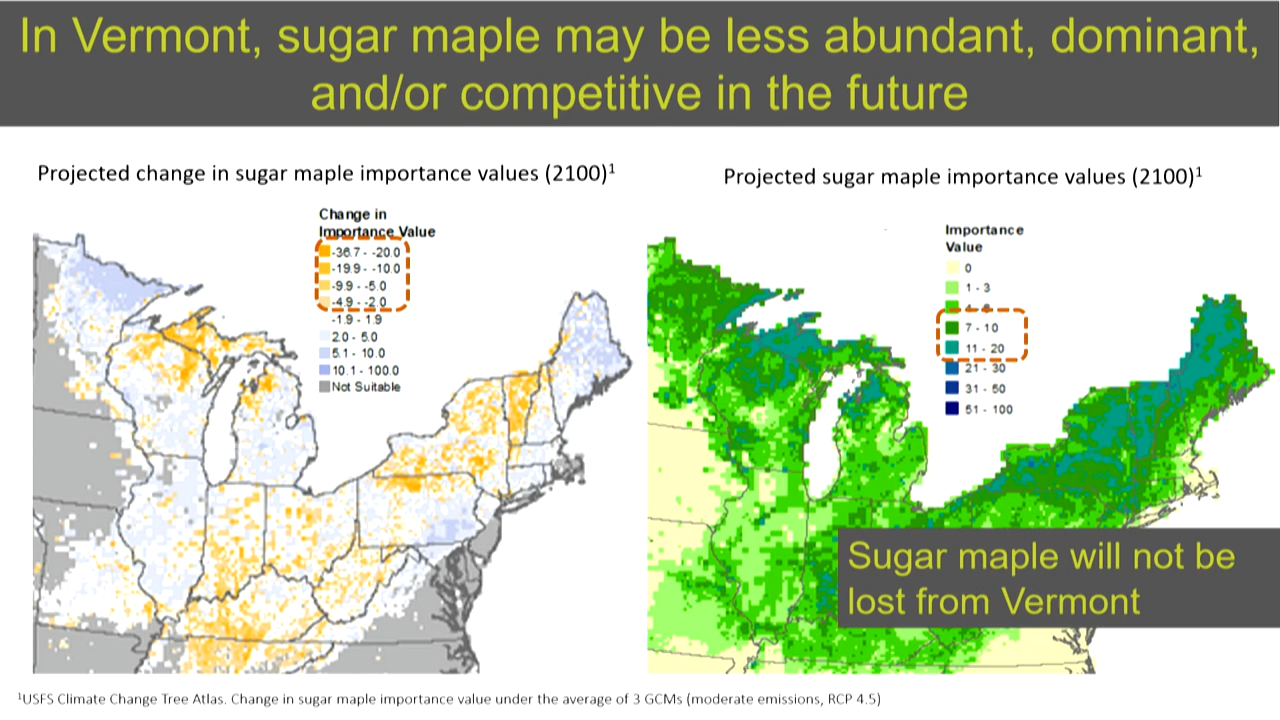 In Vermont, sugar maple may be less abundant, dominant,
and/or competitive in the future
Projected change in sugar maple importance values (2100)¹
Change in
Importance Value
-36.7 - -20.0
-19.9 - -10.0
-9.9 - -5.0
-4.9 - -2.0
-1.9 - 1.9
2.0 - 5.0
5.1 - 10.0
10.1 - 100.0
Not Suitable
Projected sugar maple importance values (2100)¹
Importance
Value
0
1 - 3
4 - 6
7 - 10
11 - 20
21 - 30
31 - 50
51 - 100
Sugar maple will not be
lost from Vermont
¹USFS Climate Change Tree Atlas. Change in sugar maple importance value under the average of 3 GCMs (moderate emissions, RCP 4.5)